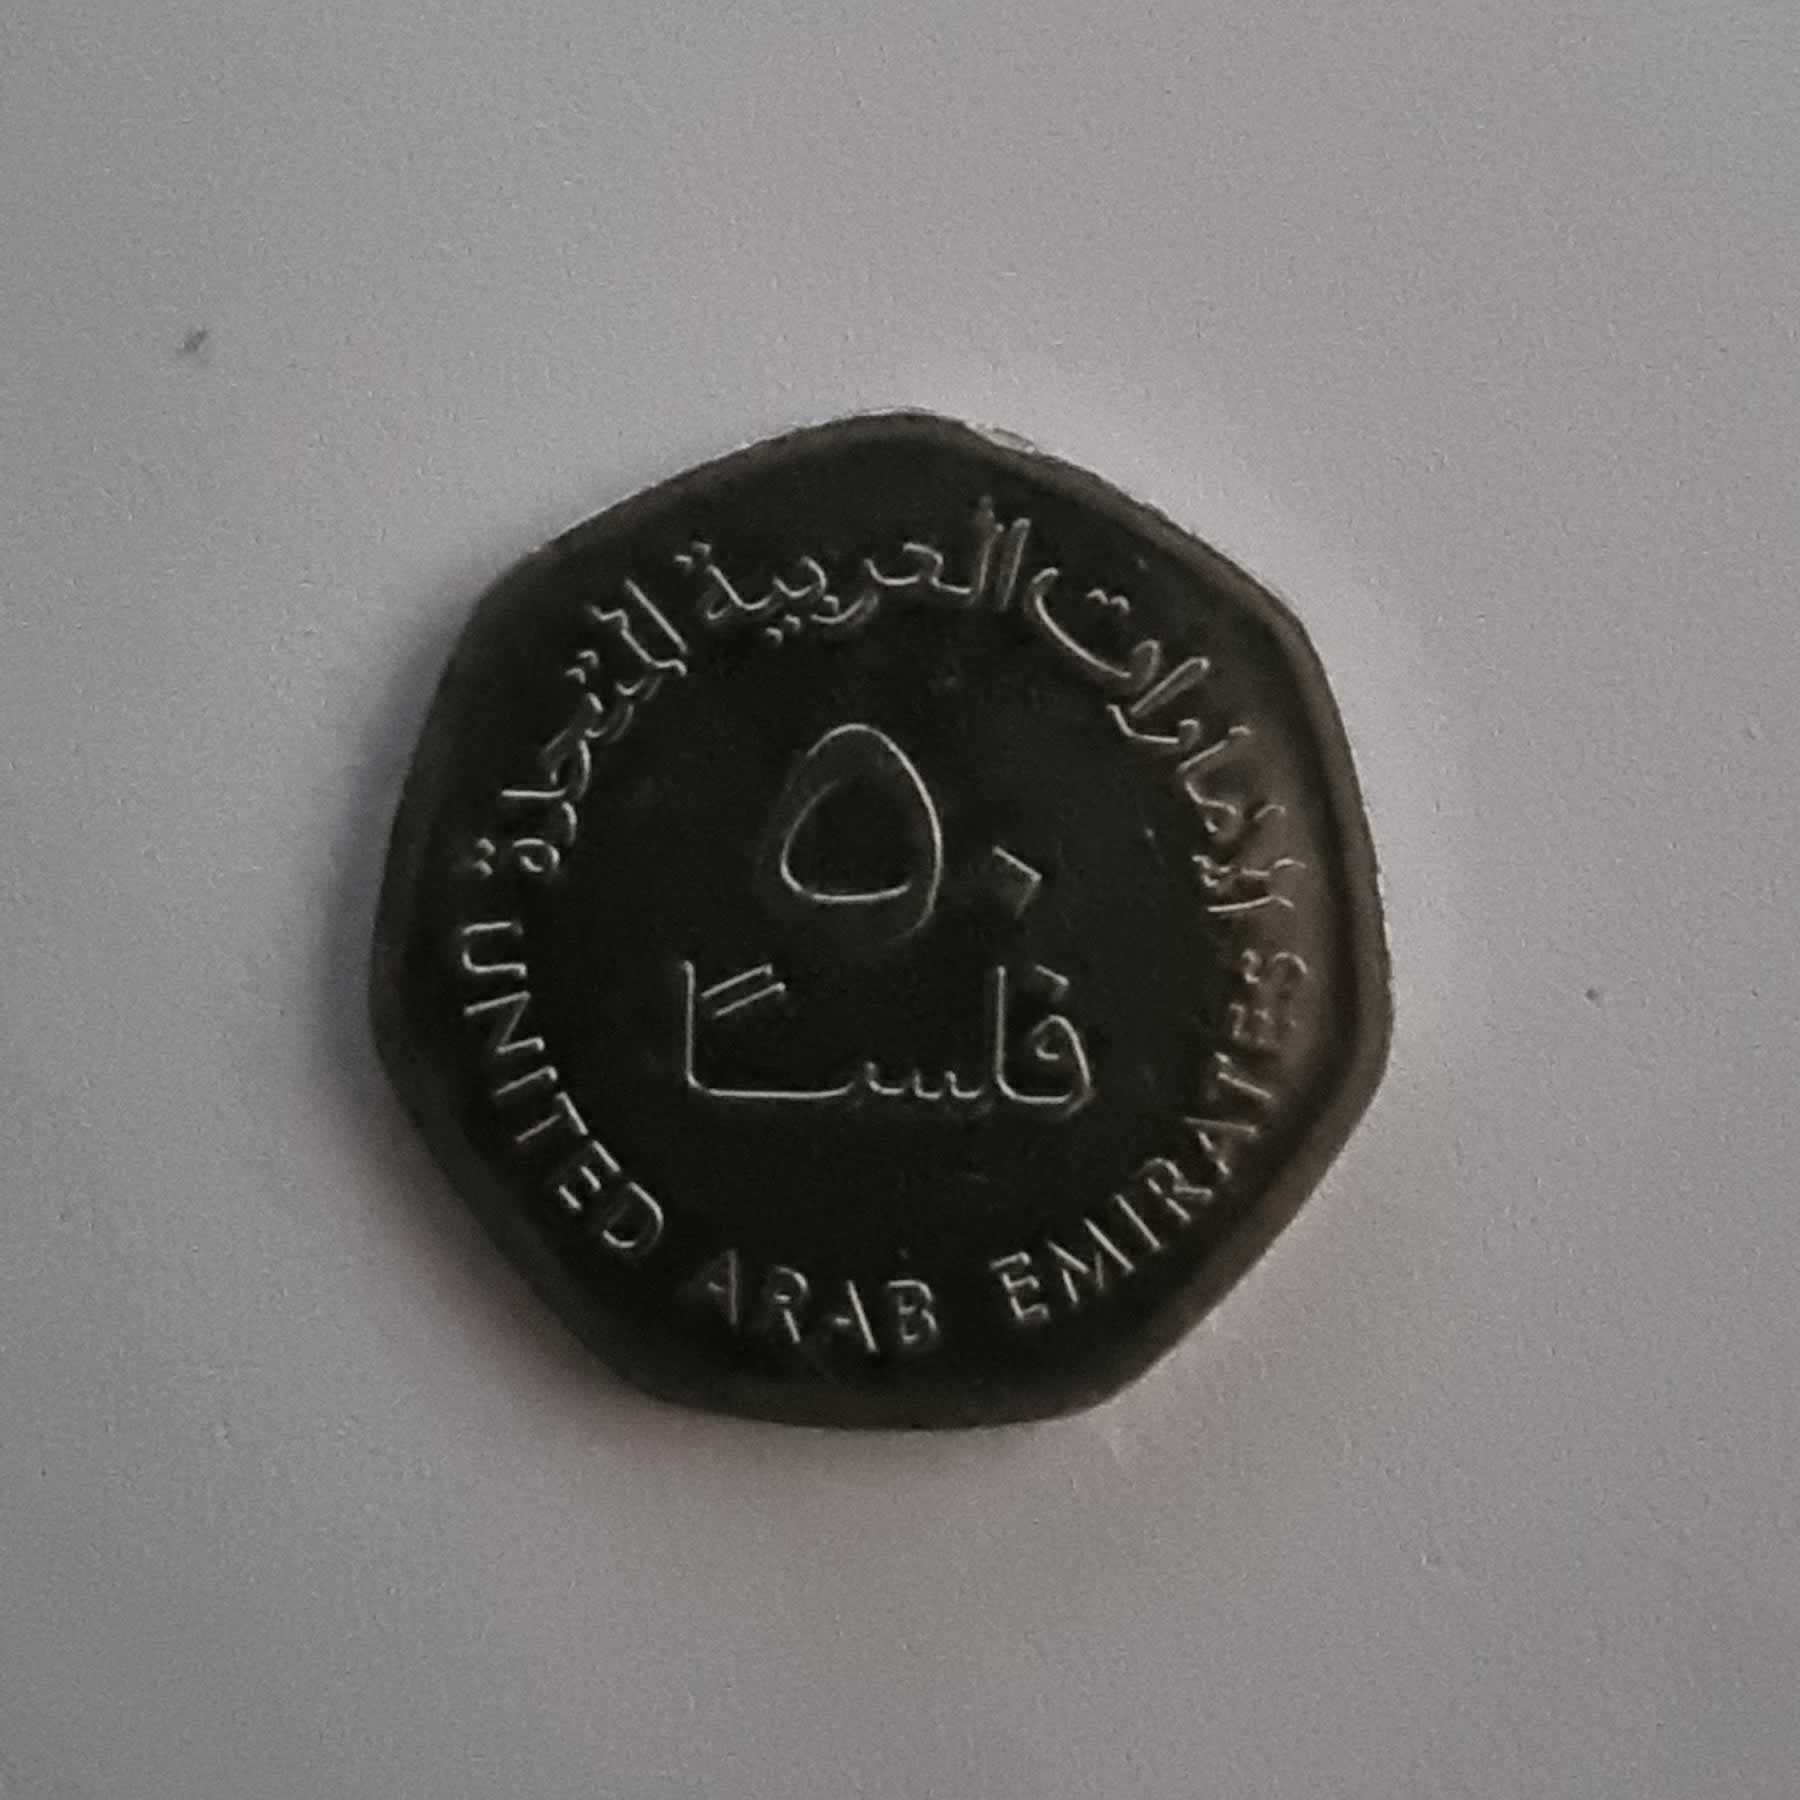 الإمارات العربية المتحدة
٥٠
فلسًا
UNITED ARAB EMIRATES